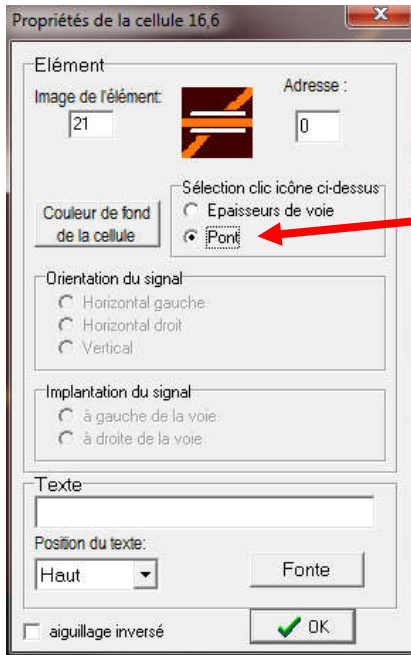 Propriétés de la cellule 16,6
Elément
Image de l'élément:
Adresse :
21
0
Couleur de fond
de la cellule
Sélection clic icône ci-dessus
Epaisseurs de voie
Pont
Orientation du signal
Horizontal gauche
Horizontal droit
Vertical
Implantation du signal
à gauche de la voie
à droite de la voie
Texte
Position du texte:
Haut
Fonte
aiguillage inversé
OK